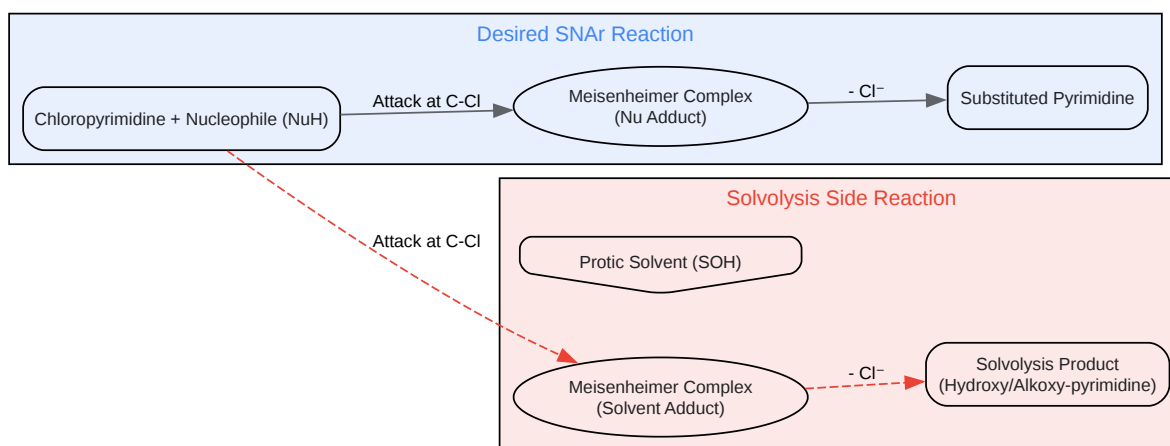 Desired SNAr Reaction
Chloropyrimidine + Nucleophile (NuH)
Attack at C-Cl
Meisenheimer Complex
(Nu Adduct)
- Cl⁻
Substituted Pyrimidine
Solvolysis Side Reaction
Attack at C-Cl
Protic Solvent (SOH)
Meisenheimer Complex
(Solvent Adduct)
- Cl⁻
Solvolysis Product
(Hydroxy/Alkoxy-pyrimidine)